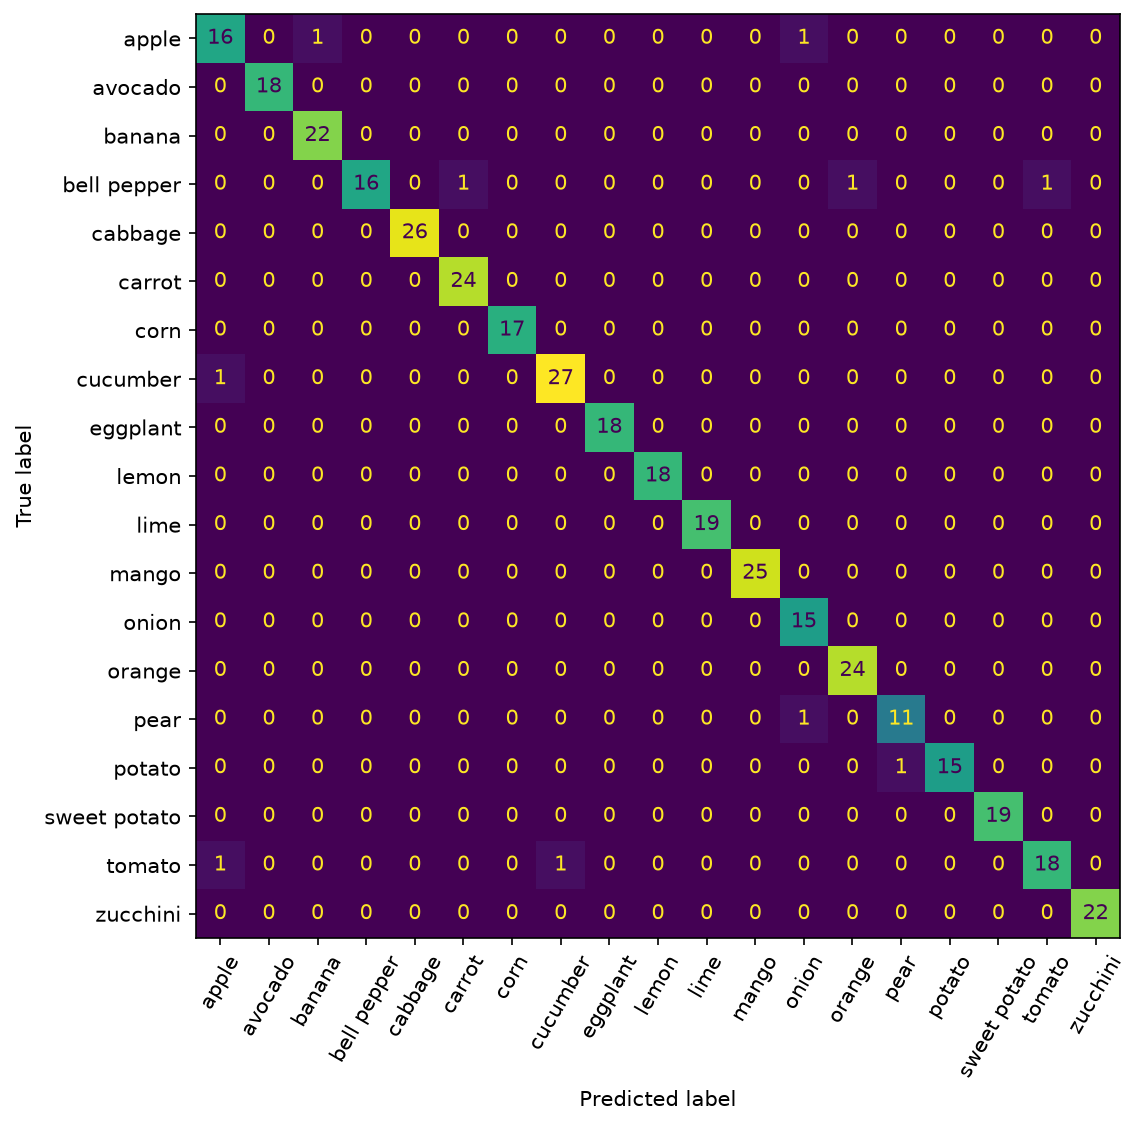 apple 16 0 1 0 0 0 0 0 0 0 0 0 1 0 0 0 0 0 0
avocado 0 18 0 0 0 0 0 0 0 0 0 0 0 0 0 0 0 0 0
banana 0 0 22 0 0 0 0 0 0 0 0 0 0 0 0 0 0 0 0
bell pepper 0 0 0 16 0 1 0 0 0 0 0 0 0 1 0 0 0 1 0
cabbage 0 0 0 0 26 0 0 0 0 0 0 0 0 0 0 0 0 0 0
carrot 0 0 0 0 0 24 0 0 0 0 0 0 0 0 0 0 0 0 0
corn 0 0 0 0 0 0 17 0 0 0 0 0 0 0 0 0 0 0 0
cucumber 1 0 0 0 0 0 0 27 0 0 0 0 0 0 0 0 0 0 0
eggplant 0 0 0 0 0 0 0 0 18 0 0 0 0 0 0 0 0 0 0
lemon 0 0 0 0 0 0 0 0 0 18 0 0 0 0 0 0 0 0 0
lime 0 0 0 0 0 0 0 0 0 0 19 0 0 0 0 0 0 0 0
mango 0 0 0 0 0 0 0 0 0 0 0 25 0 0 0 0 0 0 0
onion 0 0 0 0 0 0 0 0 0 0 0 0 15 0 0 0 0 0 0
orange 0 0 0 0 0 0 0 0 0 0 0 0 0 24 0 0 0 0 0
pear 0 0 0 0 0 0 0 0 0 0 0 0 1 0 11 0 0 0 0
potato 0 0 0 0 0 0 0 0 0 0 0 0 0 0 1 15 0 0 0
sweet potato 0 0 0 0 0 0 0 0 0 0 0 0 0 0 0 0 19 0 0
tomato 1 0 0 0 0 0 0 1 0 0 0 0 0 0 0 0 0 18 0
zucchini 0 0 0 0 0 0 0 0 0 0 0 0 0 0 0 0 0 0 22
True label
apple avocado banana bell pepper cabbage carrot corn cucumber eggplant lemon lime mango onion orange pear potato sweet potato tomato zucchini
Predicted label